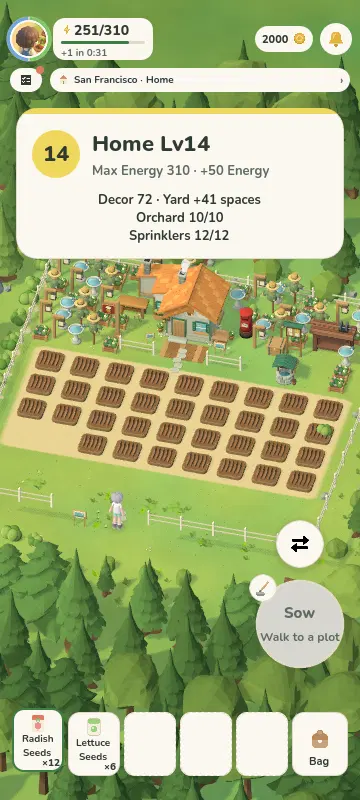 251/310
+1 in 0:31
2000
San Francisco · Home
14
Home Lv14
Max Energy 310 · +50 Energy
Decor 72 · Yard +41 spaces
Orchard 10/10
Sprinklers 12/12
Sow
Walk to a plot
Radish
Seeds
×12
Lettuce
Seeds
×6
Bag